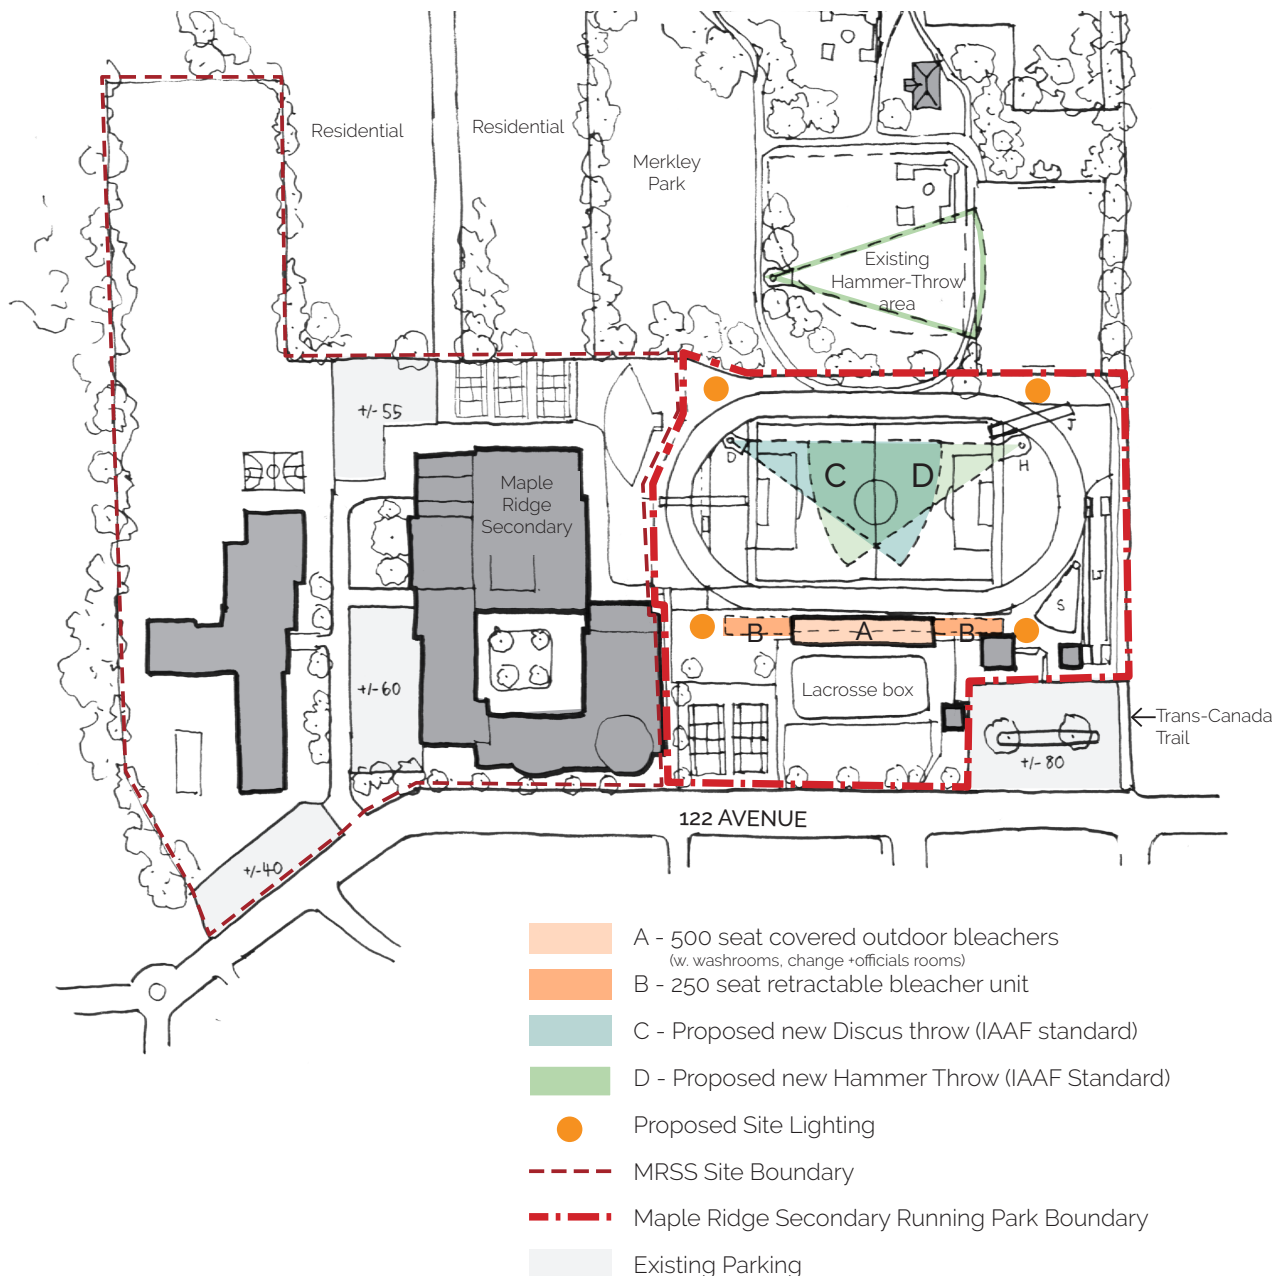 Residential
Residential
Merkley
Park
Existing
Hammer-Throw
area
+/- 55
Maple
Ridge
Secondary
D
C
D
H
J
LJ
S
B
A
B
+/-60
Lacrosse box
Trans-Canada
Trail
+/- 80
122 AVENUE
+/-40
A - 500 seat covered outdoor bleachers
(w. washrooms, change +officials rooms)
B - 250 seat retractable bleacher unit
C - Proposed new Discus throw (IAAF standard)
D - Proposed new Hammer Throw (IAAF Standard)
Proposed Site Lighting
MRSS Site Boundary
Maple Ridge Secondary Running Park Boundary
Existing Parking